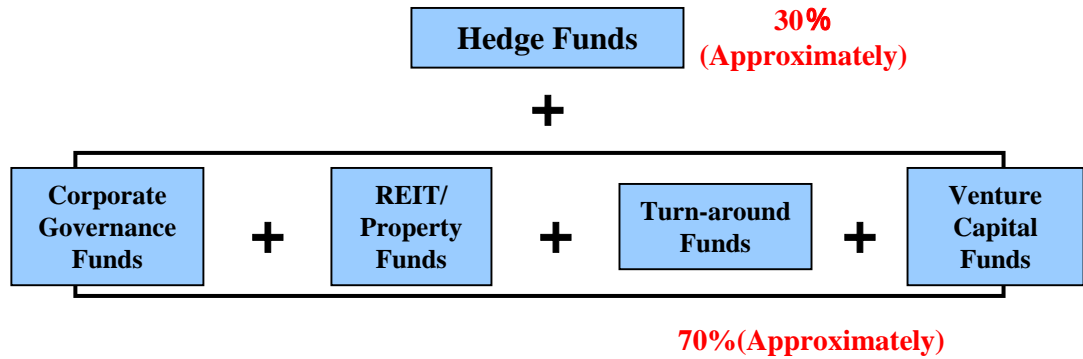 Hedge Funds
30%
(Approximately)
+
Corporate
Governance
Funds
+
REIT/
Property
Funds
+
Turn-around
Funds
+
Venture
Capital
Funds
70%(Approximately)